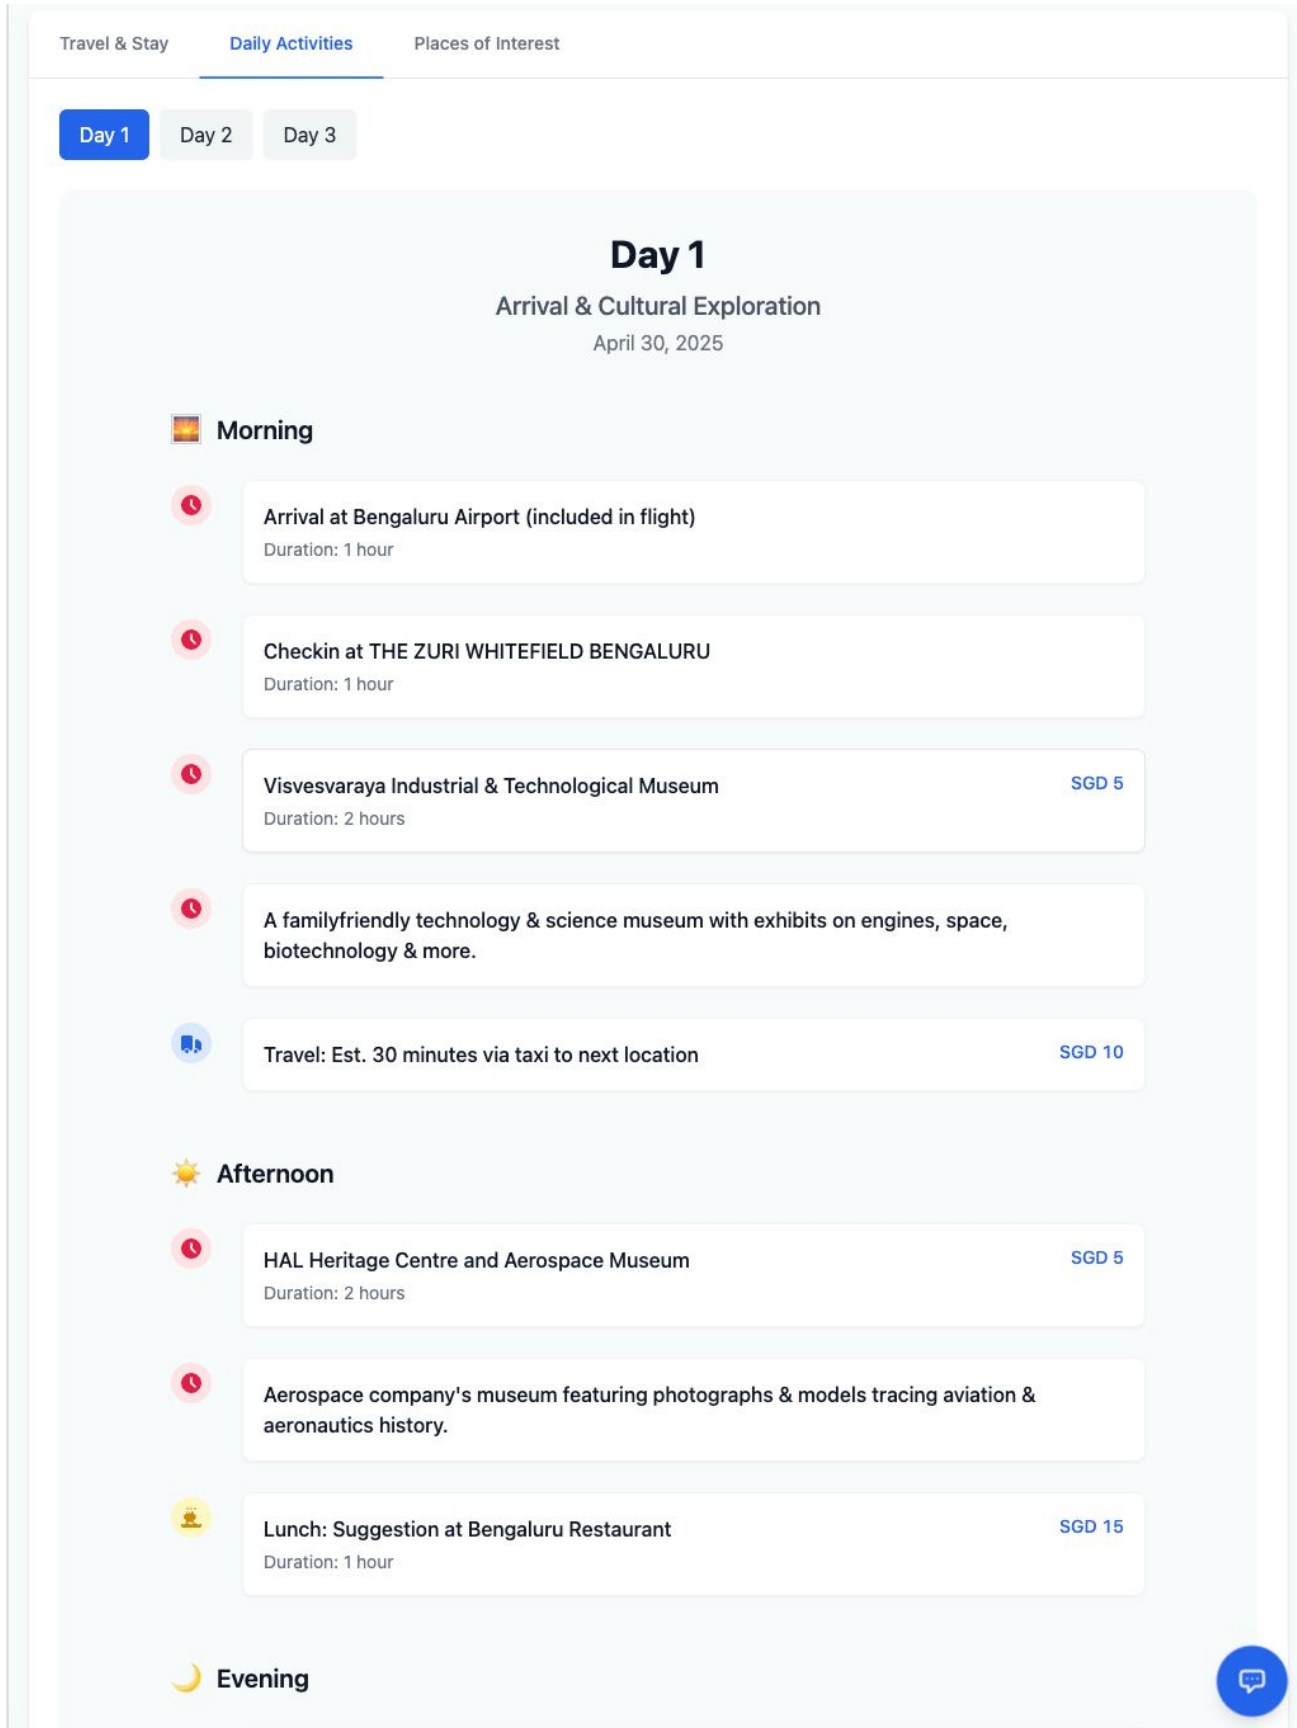 Travel & Stay
Daily Activities
Places of Interest
Day 1
Day 2
Day 3
Day 1
Arrival & Cultural Exploration
April 30, 2025
Morning
Arrival at Bengaluru Airport (included in flight)
Duration: 1 hour
Checkin at THE ZURI WHITEFIELD BENGALURU
Duration: 1 hour
Visvesvaraya Industrial & Technological Museum
SGD 5
Duration: 2 hours
A familyfriendly technology & science museum with exhibits on engines, space,
biotechnology & more.
Travel: Est. 30 minutes via taxi to next location
SGD 10
Afternoon
HAL Heritage Centre and Aerospace Museum
SGD 5
Duration: 2 hours
Aerospace company's museum featuring photographs & models tracing aviation &
aeronautics history.
Lunch: Suggestion at Bengaluru Restaurant
SGD 15
Duration: 1 hour
Evening